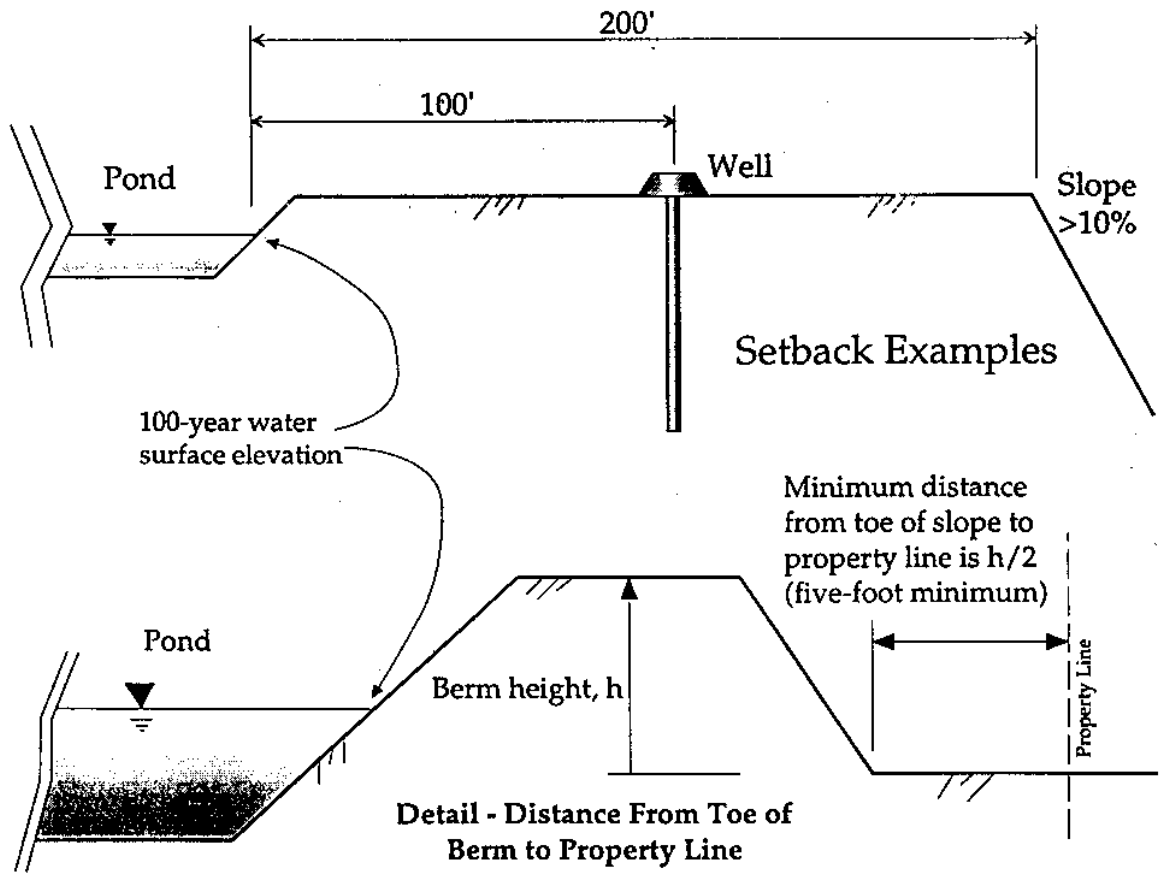 200'
100'
Pond
Well
Slope
>10%
Setback Examples
100-year water
surface elevation
Minimum distance
from toe of slope to
property line is h/2
(five-foot minimum)
Pond
Berm height, h
Property Line
Detail - Distance From Toe of
Berm to Property Line